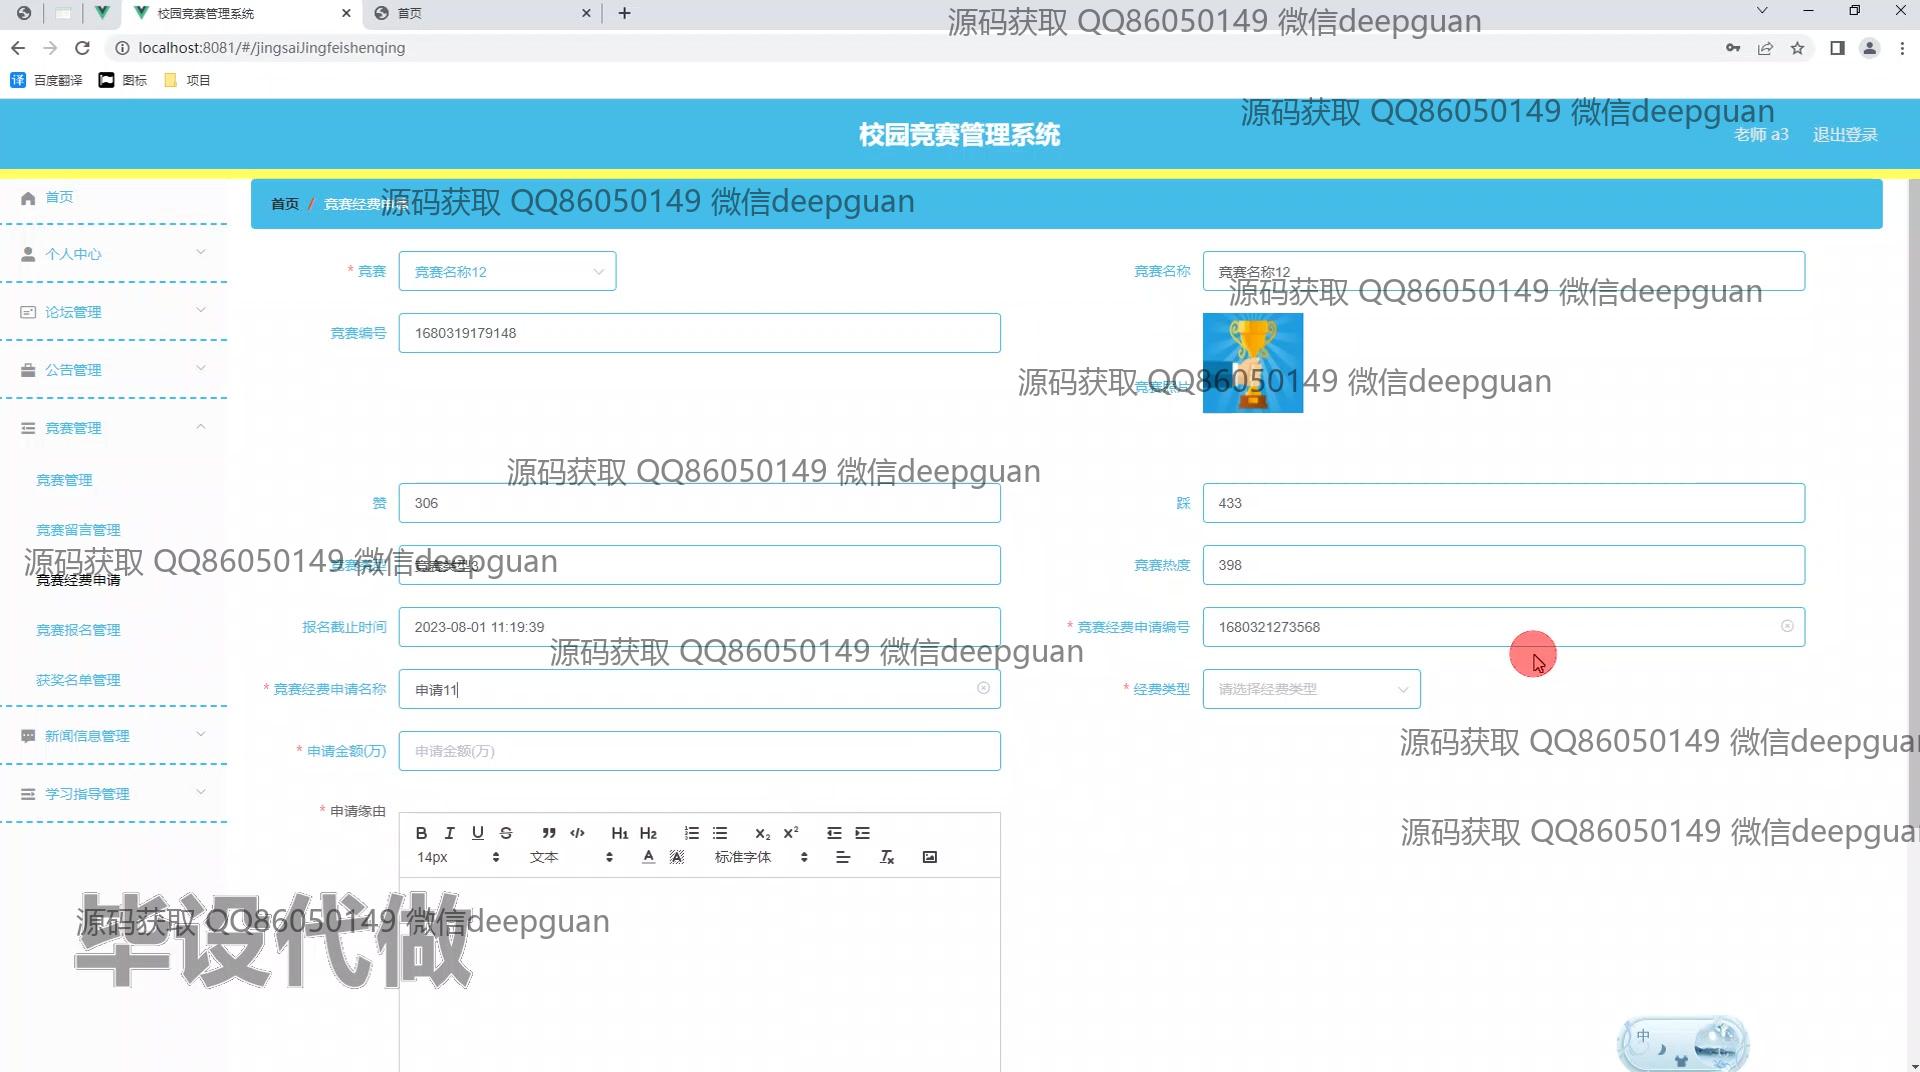 校园竞赛管理系统
首页
localhost:8081/#/jingsaiJingfeishenqing
源码获取 QQ86050149 微信deepguan
百度翻译 图标 项目
源码获取 QQ86050149 微信deepguan
校园竞赛管理系统
老师 a3 退出登录
首页
首页 / 竞赛经费申请
源码获取 QQ86050149 微信deepguan
个人中心
* 竞赛 竞赛名称12
竞赛名称 竞赛名称12
源码获取 QQ86050149 微信deepguan
论坛管理
竞赛编号 1680319179148
公告管理
竞赛照片
源码获取 QQ86050149 微信deepguan
竞赛管理
竞赛管理
源码获取 QQ86050149 微信deepguan
赞 306
踩 433
竞赛留言管理
源码获取 QQ86050149 微信deepguan
竞赛类型 竞赛类型3
竞赛热度 398
竞赛经费申请
竞赛报名管理
报名截止时间 2023-08-01 11:19:39
* 竞赛经费申请编号 1680321273568
源码获取 QQ86050149 微信deepguan
获奖名单管理
* 竞赛经费申请名称 申请11
* 经费类型 请选择经费类型
新闻信息管理
* 申请金额(万) 申请金额(万)
源码获取 QQ86050149 微信deepguan
学习指导管理
* 申请缘由
B I U S ” </> H1 H2 X2 X2
源码获取 QQ86050149 微信deepguan
14px 文本 A A 标准字体 Tx
源码获取 QQ86050149 微信deepguan
毕设代做
中